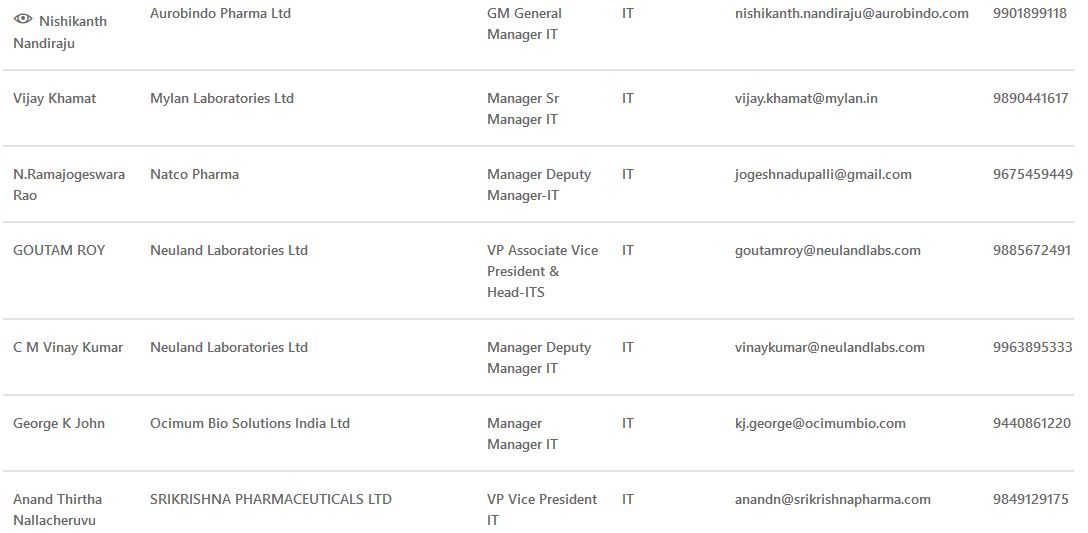 Nishikanth Nandiraju Aurobindo Pharma Ltd GM General Manager IT IT nishikanth.nandiraju@aurobindo.com 9901899118
Vijay Khamat Mylan Laboratories Ltd Manager Sr Manager IT IT vijay.khamat@mylan.in 9890441617
N.Ramajogeswara Rao Natco Pharma Manager Deputy Manager-IT IT jogeshnadupalli@gmail.com 9675459449
GOUTAM ROY Neuland Laboratories Ltd VP Associate Vice President & Head-ITS IT goutamroy@neulandlabs.com 9885672491
C M Vinay Kumar Neuland Laboratories Ltd Manager Deputy Manager IT IT vinaykumar@neulandlabs.com 9963895333
George K John Ocimum Bio Solutions India Ltd Manager Manager IT IT kj.george@ocimumbio.com 9440861220
Anand Thirtha Nallacheruvu SRIKRISHNA PHARMACEUTICALS LTD VP Vice President IT IT anandn@srikrishnapharma.com 9849129175